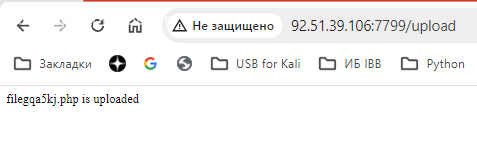 Не защищено 92.51.39.106:7799/upload
Закладки USB for Kali ИБ IBB Python
filegqa5kj.php is uploaded